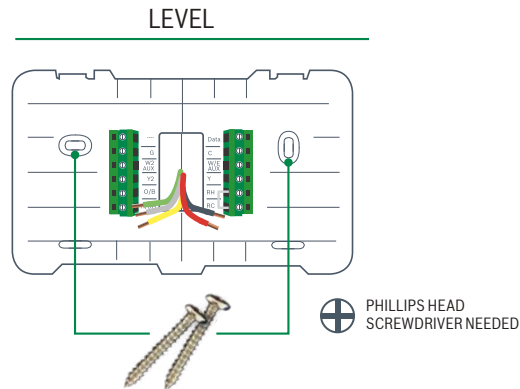 LEVEL
Data
G
C
W2
AUX
W/E
AUX
Y2
Y
O/B
RH
RC
PHILLIPS HEAD
SCREWDRIVER NEEDED